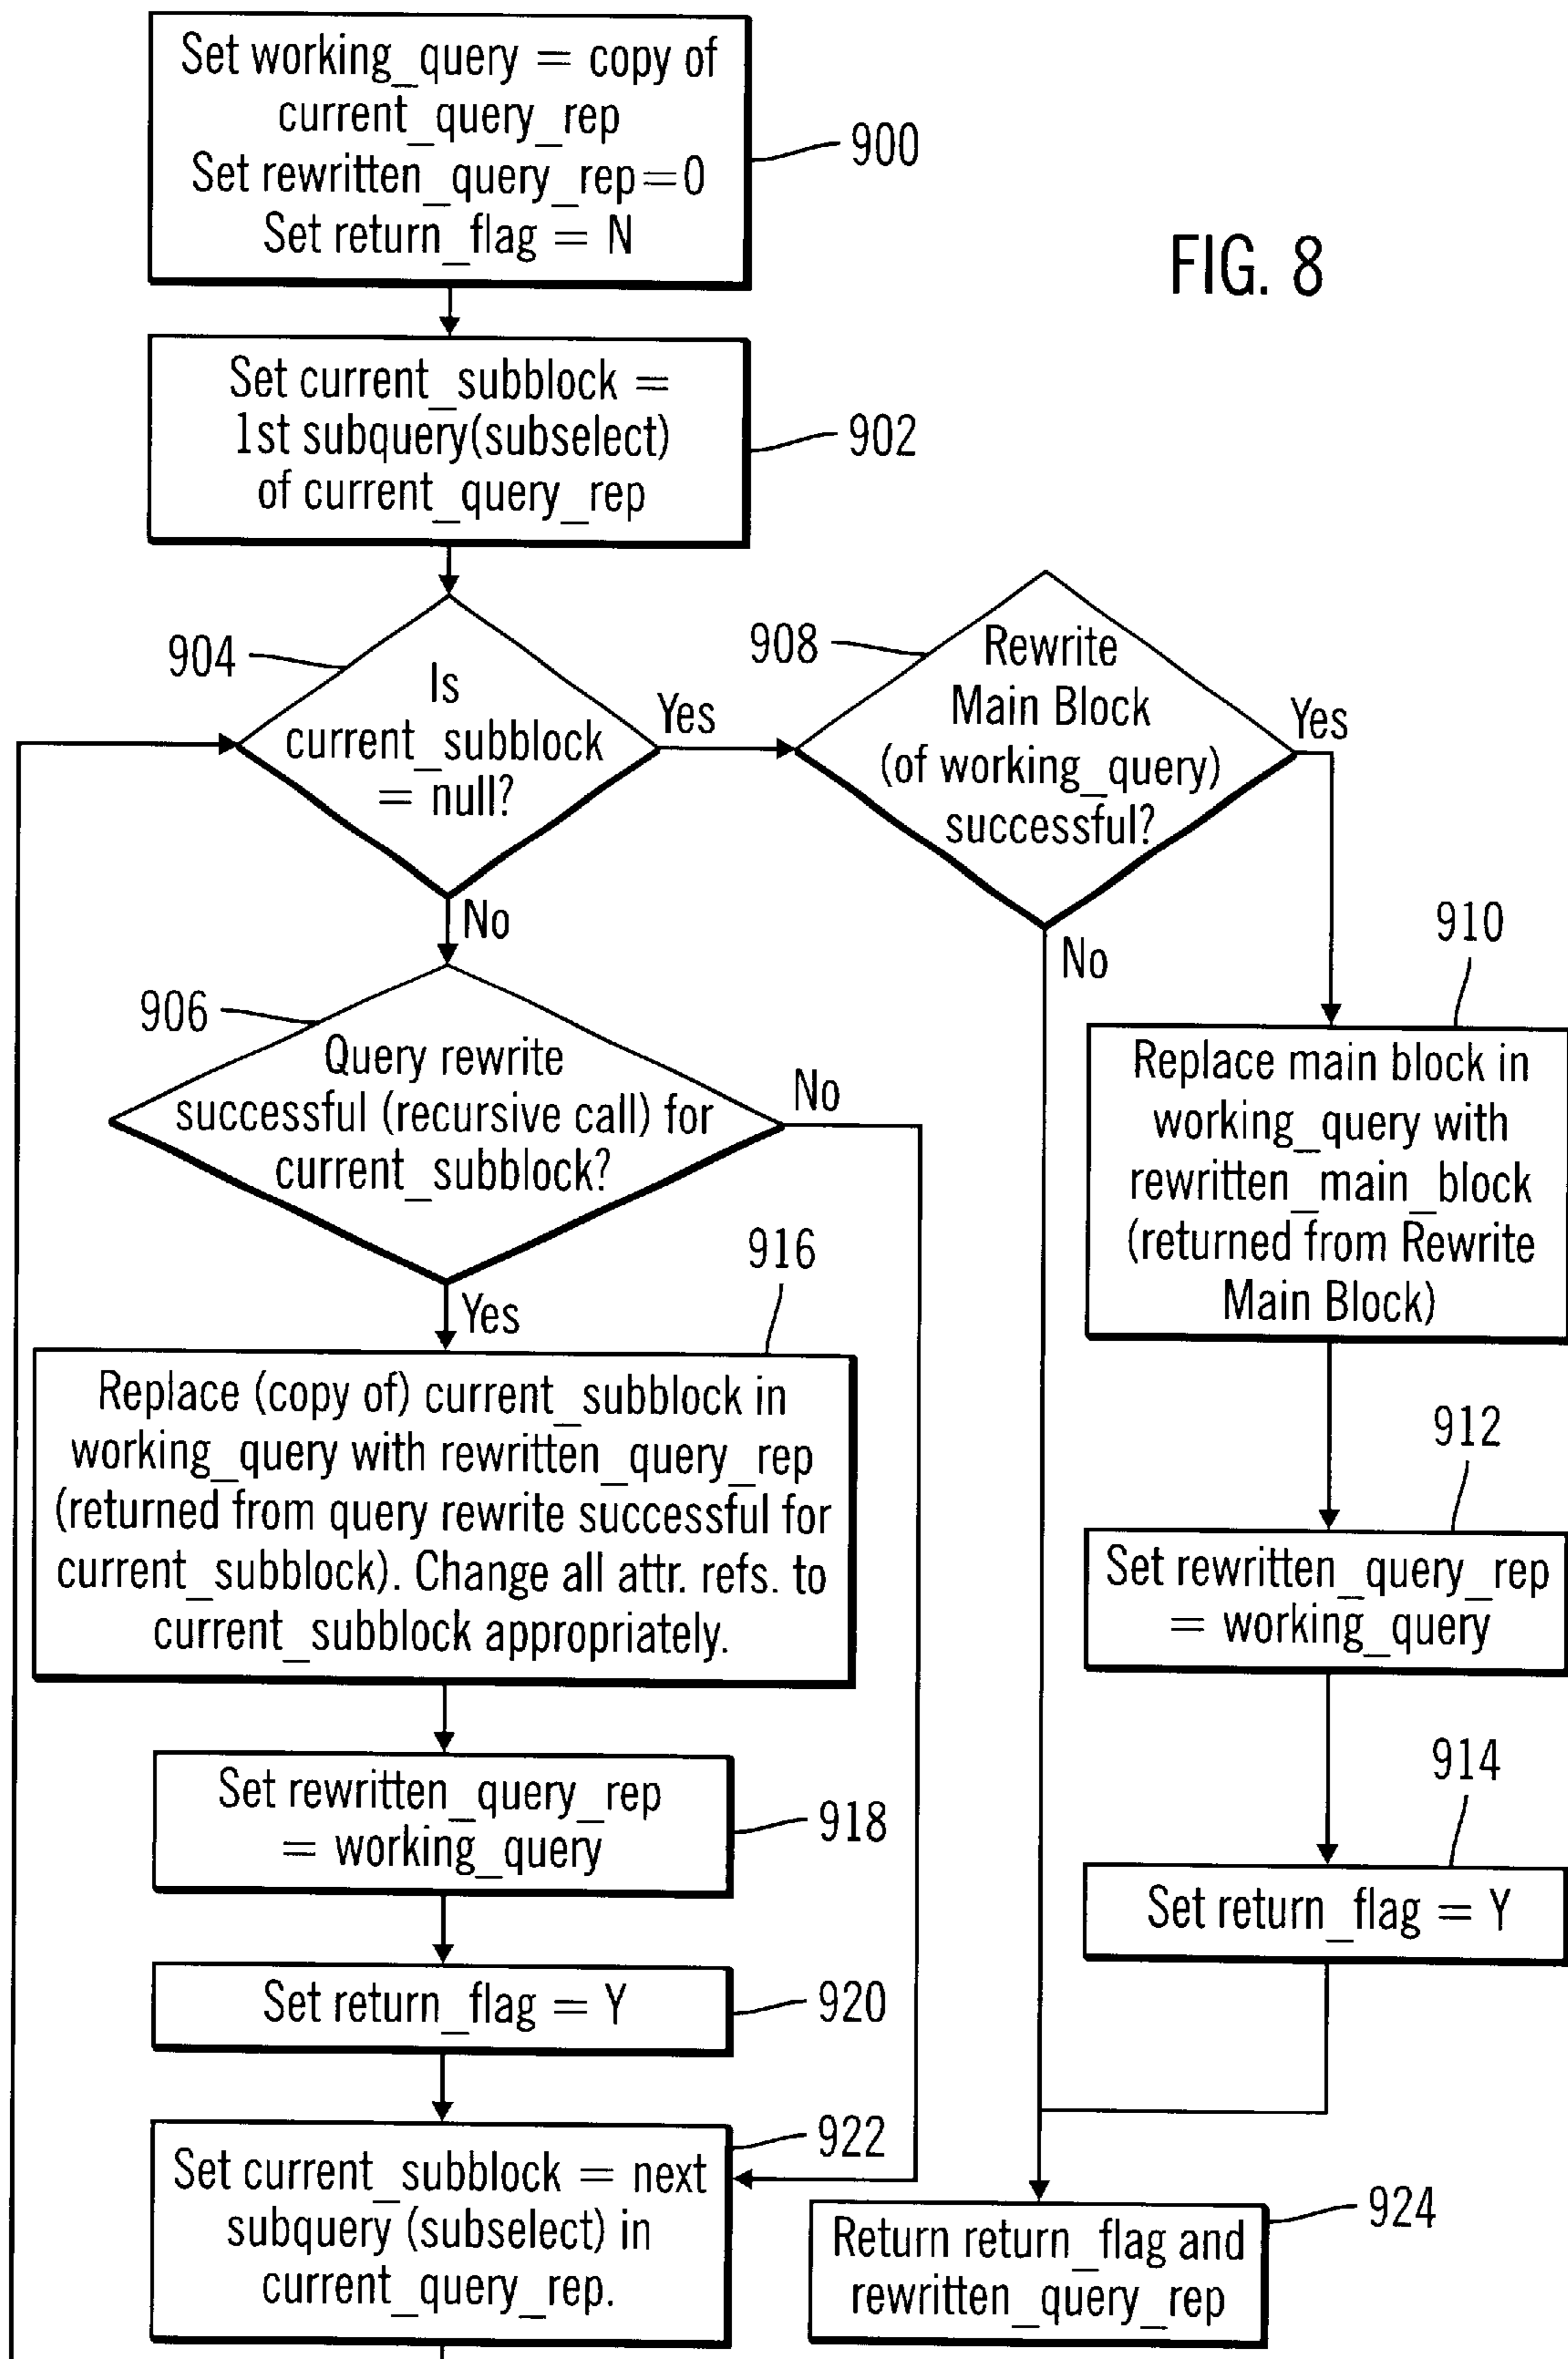 Set working_query = copy of
current_query_rep
Set rewritten_query_rep=0
Set return_flag = N
900
FIG. 8
Set current_subblock =
1st subquery(subselect)
of current_query_rep
902
904
Is
current_subblock
= null?
Yes
No
908
Rewrite
Main Block
(of working_query)
successful?
Yes
No
906
Query rewrite
successful (recursive call) for
current_subblock?
No
Yes
910
Replace main block in
working_query with
rewritten_main_block
(returned from Rewrite
Main Block)
916
Replace (copy of) current_subblock in
working_query with rewritten_query_rep
(returned from query rewrite successful for
current_subblock). Change all attr. refs. to
current_subblock appropriately.
912
Set rewritten_query_rep
= working_query
918
Set rewritten_query_rep
= working_query
914
Set return_flag = Y
920
Set return_flag = Y
922
Set current_subblock = next
subquery (subselect) in
current_query_rep.
924
Return return_flag and
rewritten_query_rep